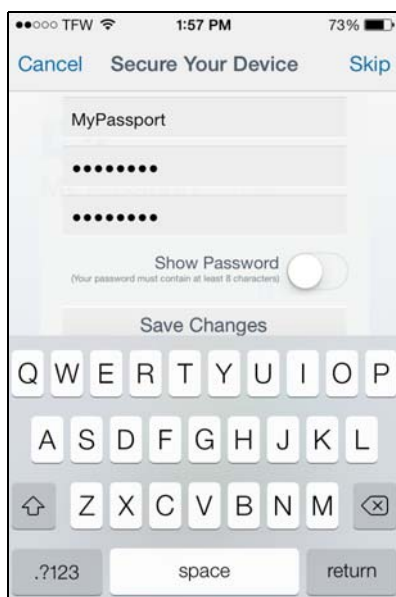 TFW 1:57 PM 73%
Cancel Secure Your Device Skip
MyPassport
••••••••
••••••••
Show Password
(Your password must contain at least 8 characters)
Save Changes
Q W E R T Y U I O P
A S D F G H J K L
Z X C V B N M
.?123 space return